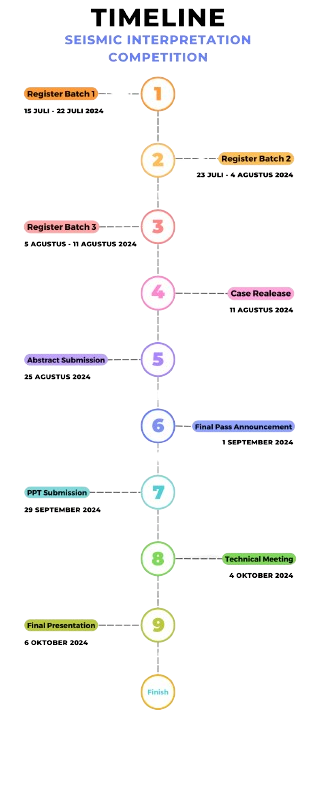 TIMELINE
SEISMIC INTERPRETATION
COMPETITION
1
Register Batch 1
15 JULI - 22 JULI 2024
2
Register Batch 2
23 JULI - 4 AGUSTUS 2024
3
Register Batch 3
5 AGUSTUS - 11 AGUSTUS 2024
4
Case Realease
11 AGUSTUS 2024
5
Abstract Submission
25 AGUSTUS 2024
6
Final Pass Announcement
1 SEPTEMBER 2024
7
PPT Submission
29 SEPTEMBER 2024
8
Technical Meeting
4 OKTOBER 2024
9
Final Presentation
6 OKTOBER 2024
Finish